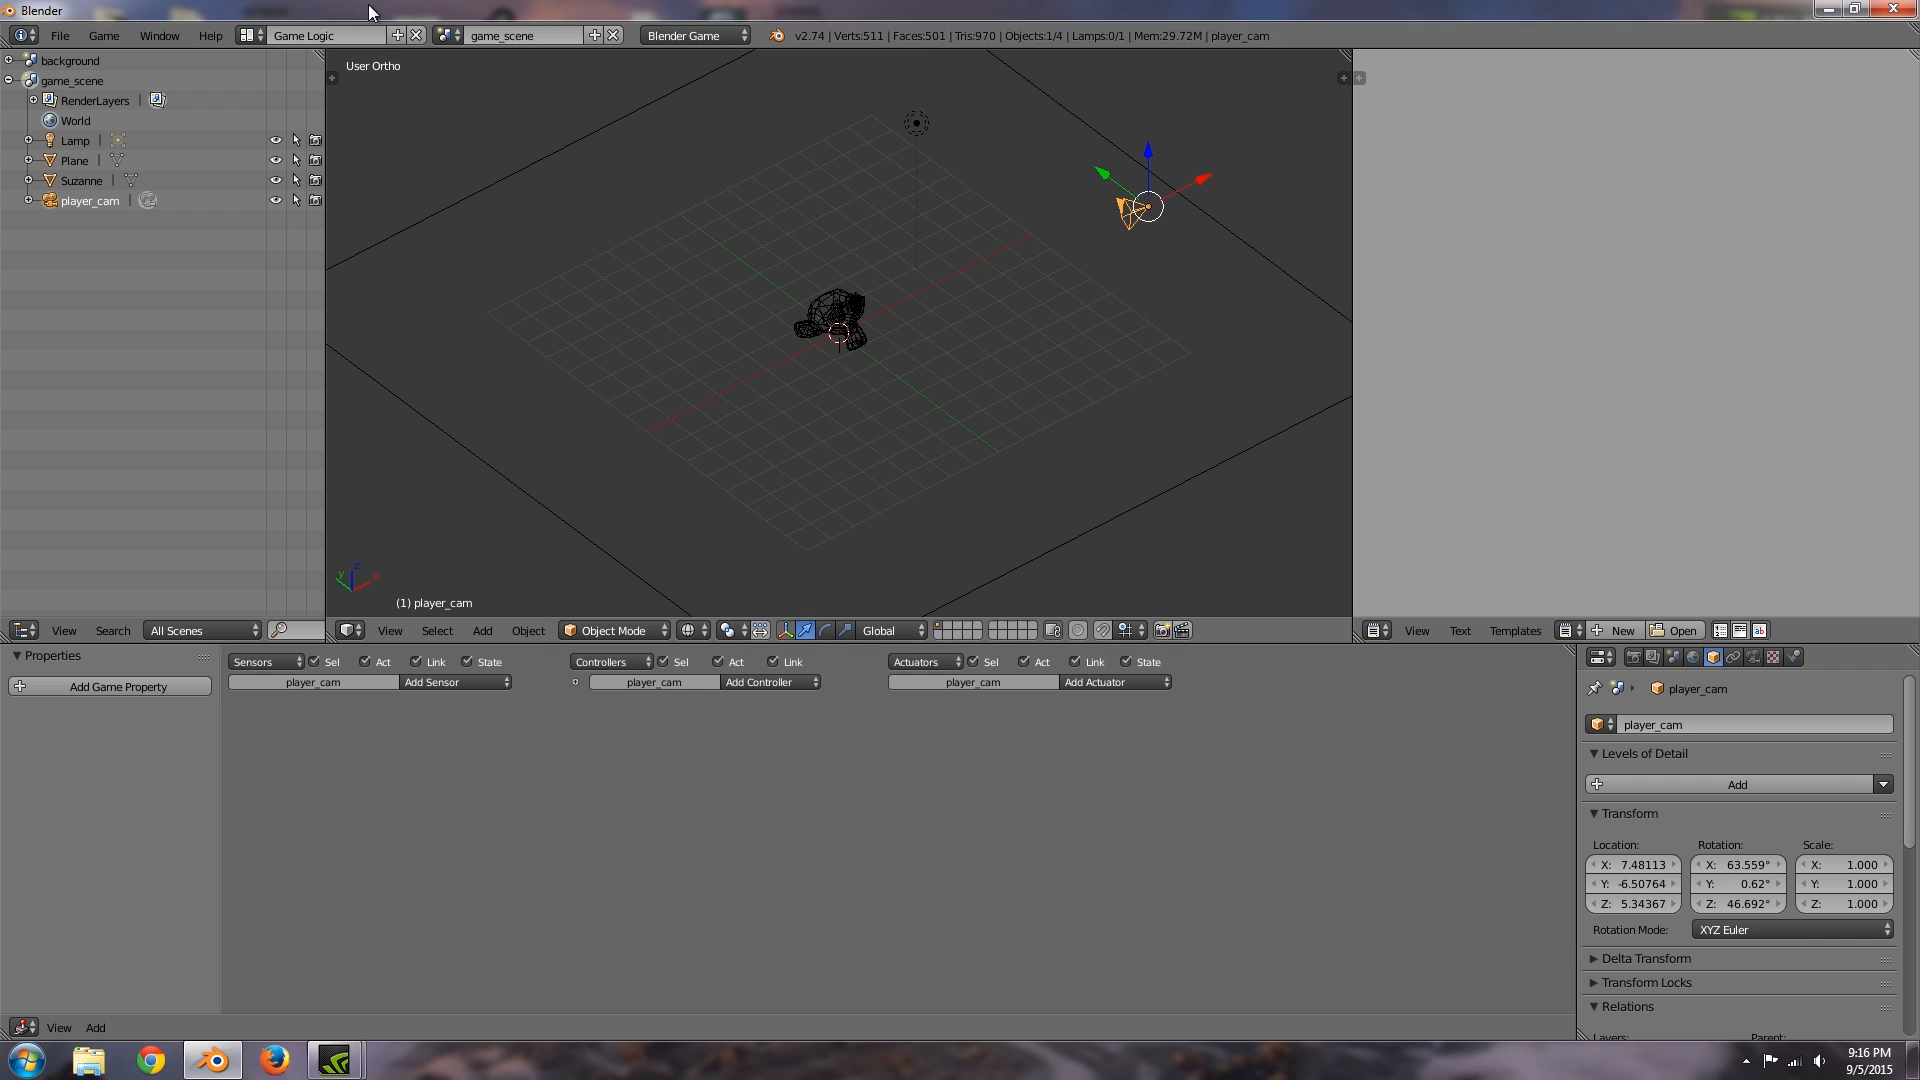 Blender
File Game Window Help Game Logic game_scene Blender Game v2.74 | Verts:511 | Faces:501 | Tris:970 | Objects:1/4 | Lamps:0/1 | Mem:29.72M | player_cam
background
game_scene
RenderLayers |
World
Lamp |
Plane |
Suzanne |
player_cam |
View Search All Scenes
User Ortho
z
y x
(1) player_cam
View Select Add Object Object Mode Global
View Text Templates New Open
Properties
Add Game Property
Sensors Sel Act Link State
player_cam Add Sensor
Controllers Sel Act Link
player_cam Add Controller
Actuators Sel Act Link State
player_cam Add Actuator
View Add
player_cam
player_cam
Levels of Detail
Add
Transform
Location: Rotation: Scale:
X: 7.48113 X: 63.559° X: 1.000
Y: -6.50764 Y: 0.62° Y: 1.000
Z: 5.34367 Z: 46.692° Z: 1.000
Rotation Mode: XYZ Euler
Delta Transform
Transform Locks
Relations
Layers: Parent:
9:16 PM
9/5/2015